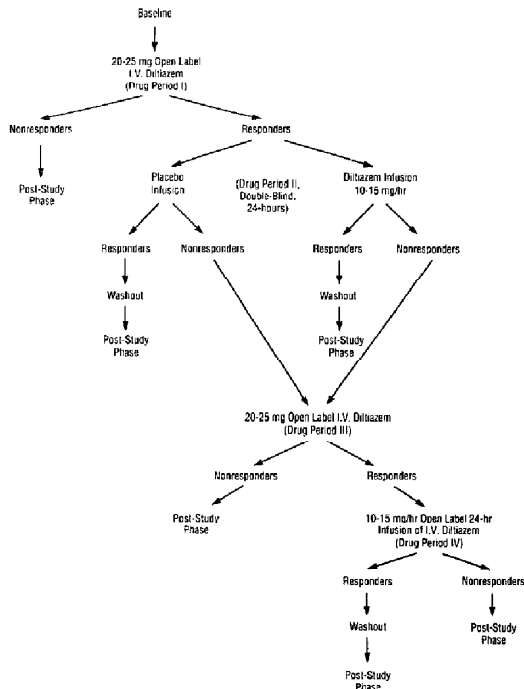 Baseline
20-25 mg Open Label
I.V. Diltiazem
(Drug Period I)
Nonresponders
Responders
Post-Study
Phase
Placebo
Infusion
(Drug Period II,
Double-Blind,
24-hours)
Diltiazem Infusion
10-15 mg/hr
Responders
Nonresponders
Responders
Nonresponders
Washout
Washout
Post-Study
Phase
Post-Study
Phase
20-25 mg Open Label I.V. Diltiazem
(Drug Period III)
Nonresponders
Responders
Post-Study
Phase
10-15 mg/hr Open Label 24-hr
Infusion of I.V. Diltiazem
(Drug Period IV)
Responders
Nonresponders
Washout
Post-Study
Phase
Post-Study
Phase